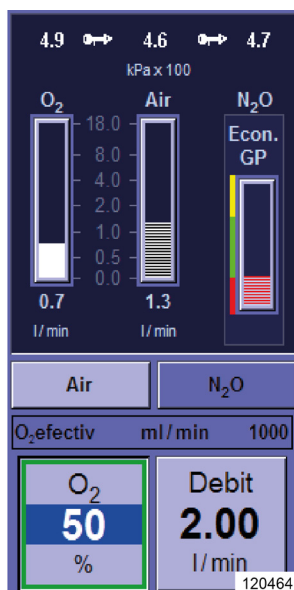 4.9 4.6 4.7
kPa x 100
O₂ Air N₂O
Econ.
GP
18.0
8.0
4.0
2.0
1.0
0.5
0.0
0.7 1.3
l/min l/min
Air N₂O
O₂efectiv ml/min 1000
O₂ Debit
50 2.00
% l/min
120464